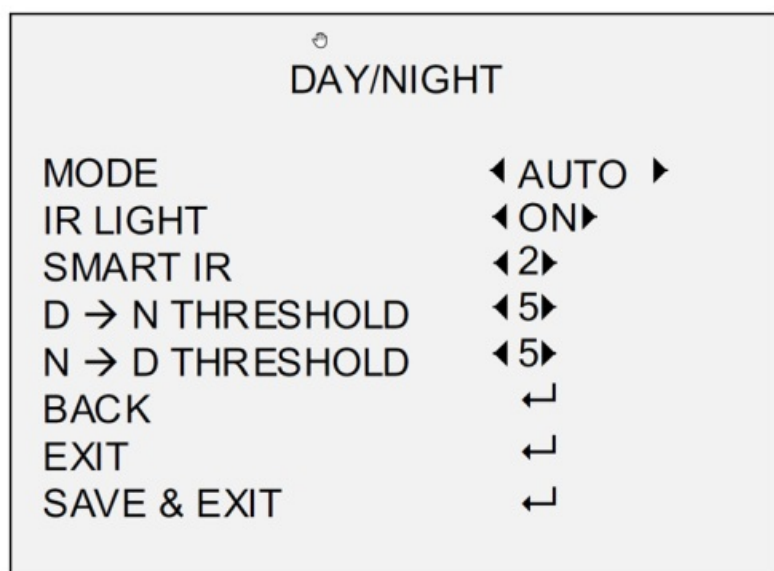 DAY/NIGHT
MODE ◀ AUTO ▶
IR LIGHT ◀ ON ▶
SMART IR ◀ 2 ▶
D → N THRESHOLD ◀ 5 ▶
N → D THRESHOLD ◀ 5 ▶
BACK ↵
EXIT ↵
SAVE & EXIT ↵